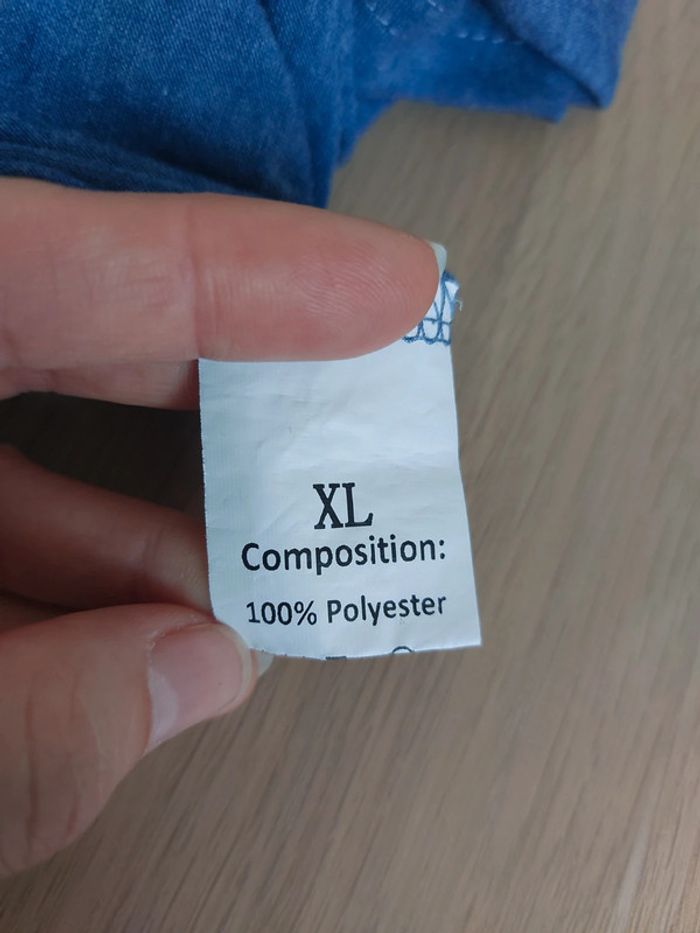 XL
Composition:
100% Polyester